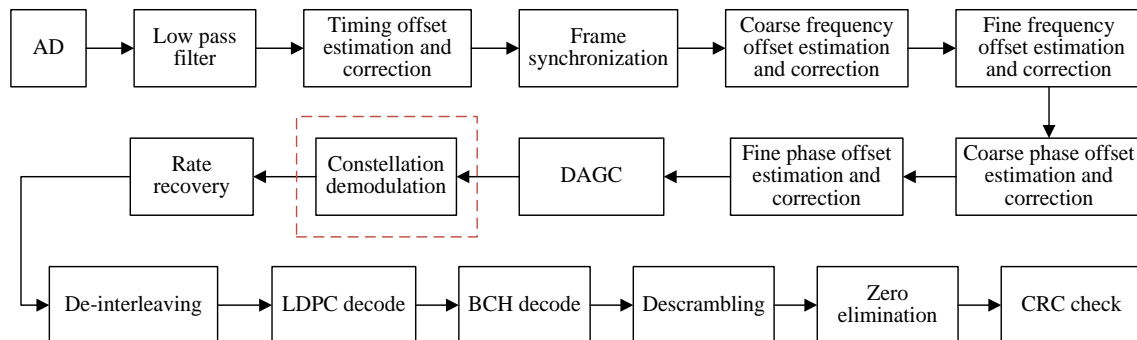 AD
Low pass
filter
Timing offset
estimation and
correction
Frame
synchronization
Coarse frequency
offset estimation
and correction
Fine frequency
offset estimation
and correction
Rate
recovery
Constellation
demodulation
DAGC
Fine phase offset
estimation and
correction
Coarse phase offset
estimation and
correction
De-interleaving
LDPC decode
BCH decode
Descrambling
Zero
elimination
CRC check